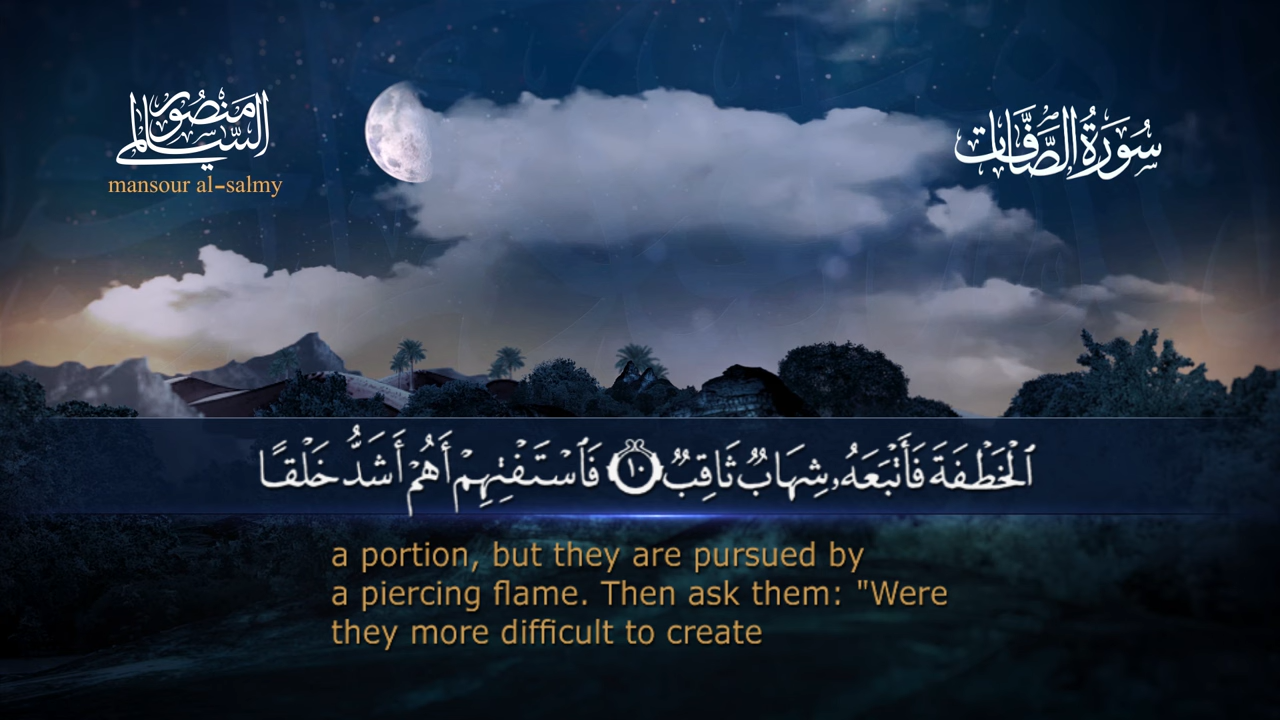 منصور
السالمي
mansour al-salmy
سُورَةُ الصَّافَّات
ٱلْخَطْفَةَ فَأَتْبَعَهُۥ شِهَابٌ ثَاقِبٌ ١٠ فَٱسْتَفْتِهِمْ أَهُمْ أَشَدُّ خَلْقًا
a portion, but they are pursued by
a piercing flame. Then ask them: "Were
they more difficult to create